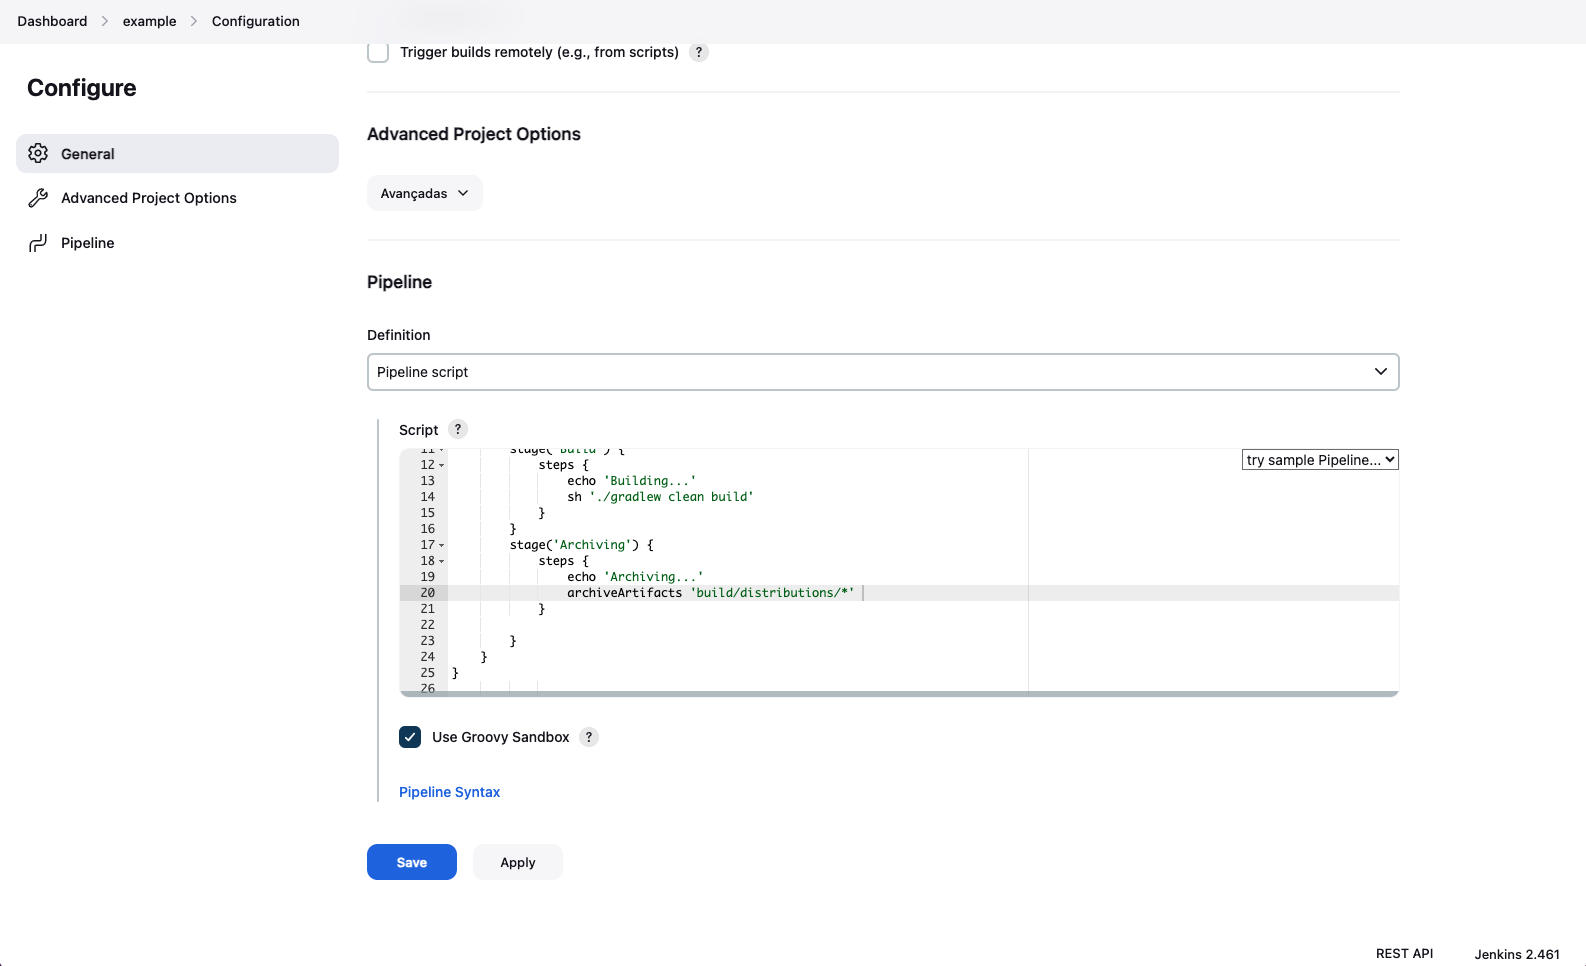 Dashboard > example > Configuration
Configure
General
Advanced Project Options
Pipeline
Trigger builds remotely (e.g., from scripts) ?
Advanced Project Options
Avançadas
Pipeline
Definition
Pipeline script
Script ?
try sample Pipeline...
11 stage('Build') {
12 steps {
13 echo 'Building...'
14 sh './gradlew clean build'
15 }
16 }
17 stage('Archiving') {
18 steps {
19 echo 'Archiving...'
20 archiveArtifacts 'build/distributions/*'
21 }
22
23 }
24 }
25 }
26
Use Groovy Sandbox ?
Pipeline Syntax
Save
Apply
REST API
Jenkins 2.461